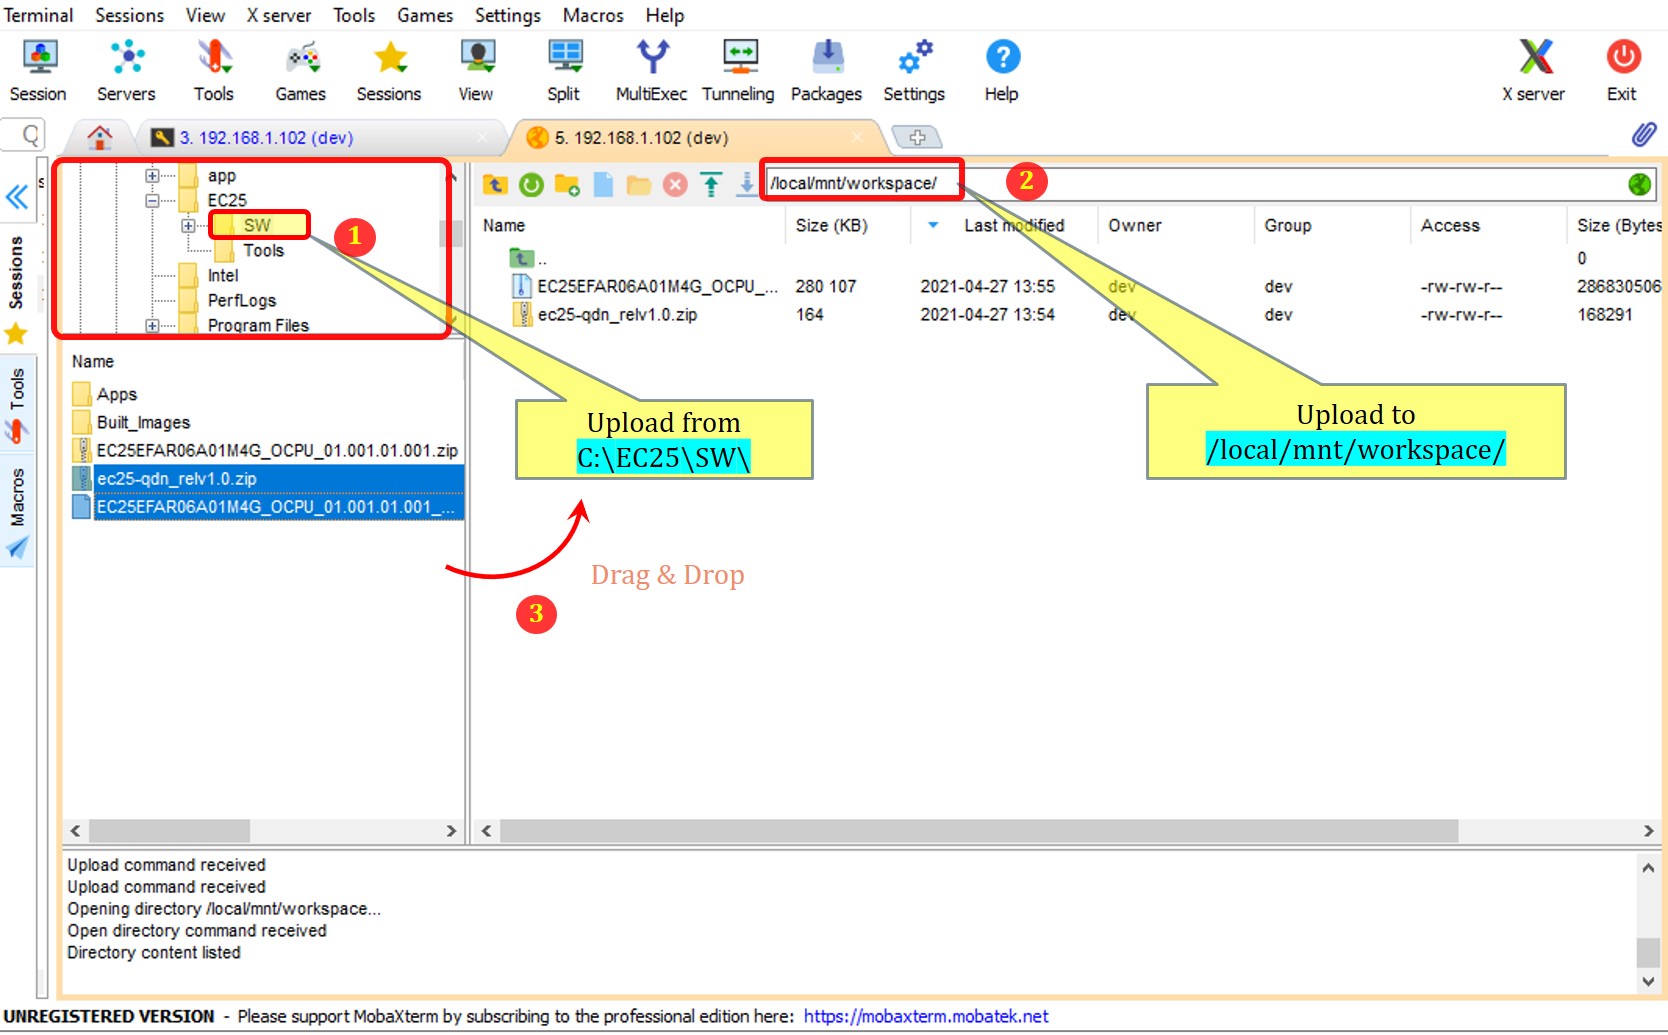 Terminal Sessions View X server Tools Games Settings Macros Help
Session Servers Tools Games Sessions View Split MultiExec Tunneling Packages Settings Help X server Exit
3. 192.168.1.102 (dev) 5. 192.168.1.102 (dev)
Sessions
Tools
Macros
app
EC25
SW
Tools
Intel
PerfLogs
Program Files
1
/local/mnt/workspace/
2
Name Size (KB) Last modified Owner Group Access Size (Bytes
.. 0
EC25EFAR06A01M4G_OCPU_... 280 107 2021-04-27 13:55 dev dev -rw-rw-r-- 286830506
ec25-qdn_relv1.0.zip 164 2021-04-27 13:54 dev dev -rw-rw-r-- 168291
Name
Apps
Built_Images
EC25EFAR06A01M4G_OCPU_01.001.01.001.zip
ec25-qdn_relv1.0.zip
EC25EFAR06A01M4G_OCPU_01.001.01.001_...
Upload from
C:\EC25\SW\
Upload to
/local/mnt/workspace/
Drag & Drop
3
Upload command received
Upload command received
Opening directory /local/mnt/workspace...
Open directory command received
Directory content listed
UNREGISTERED VERSION - Please support MobaXterm by subscribing to the professional edition here: https://mobaxterm.mobatek.net